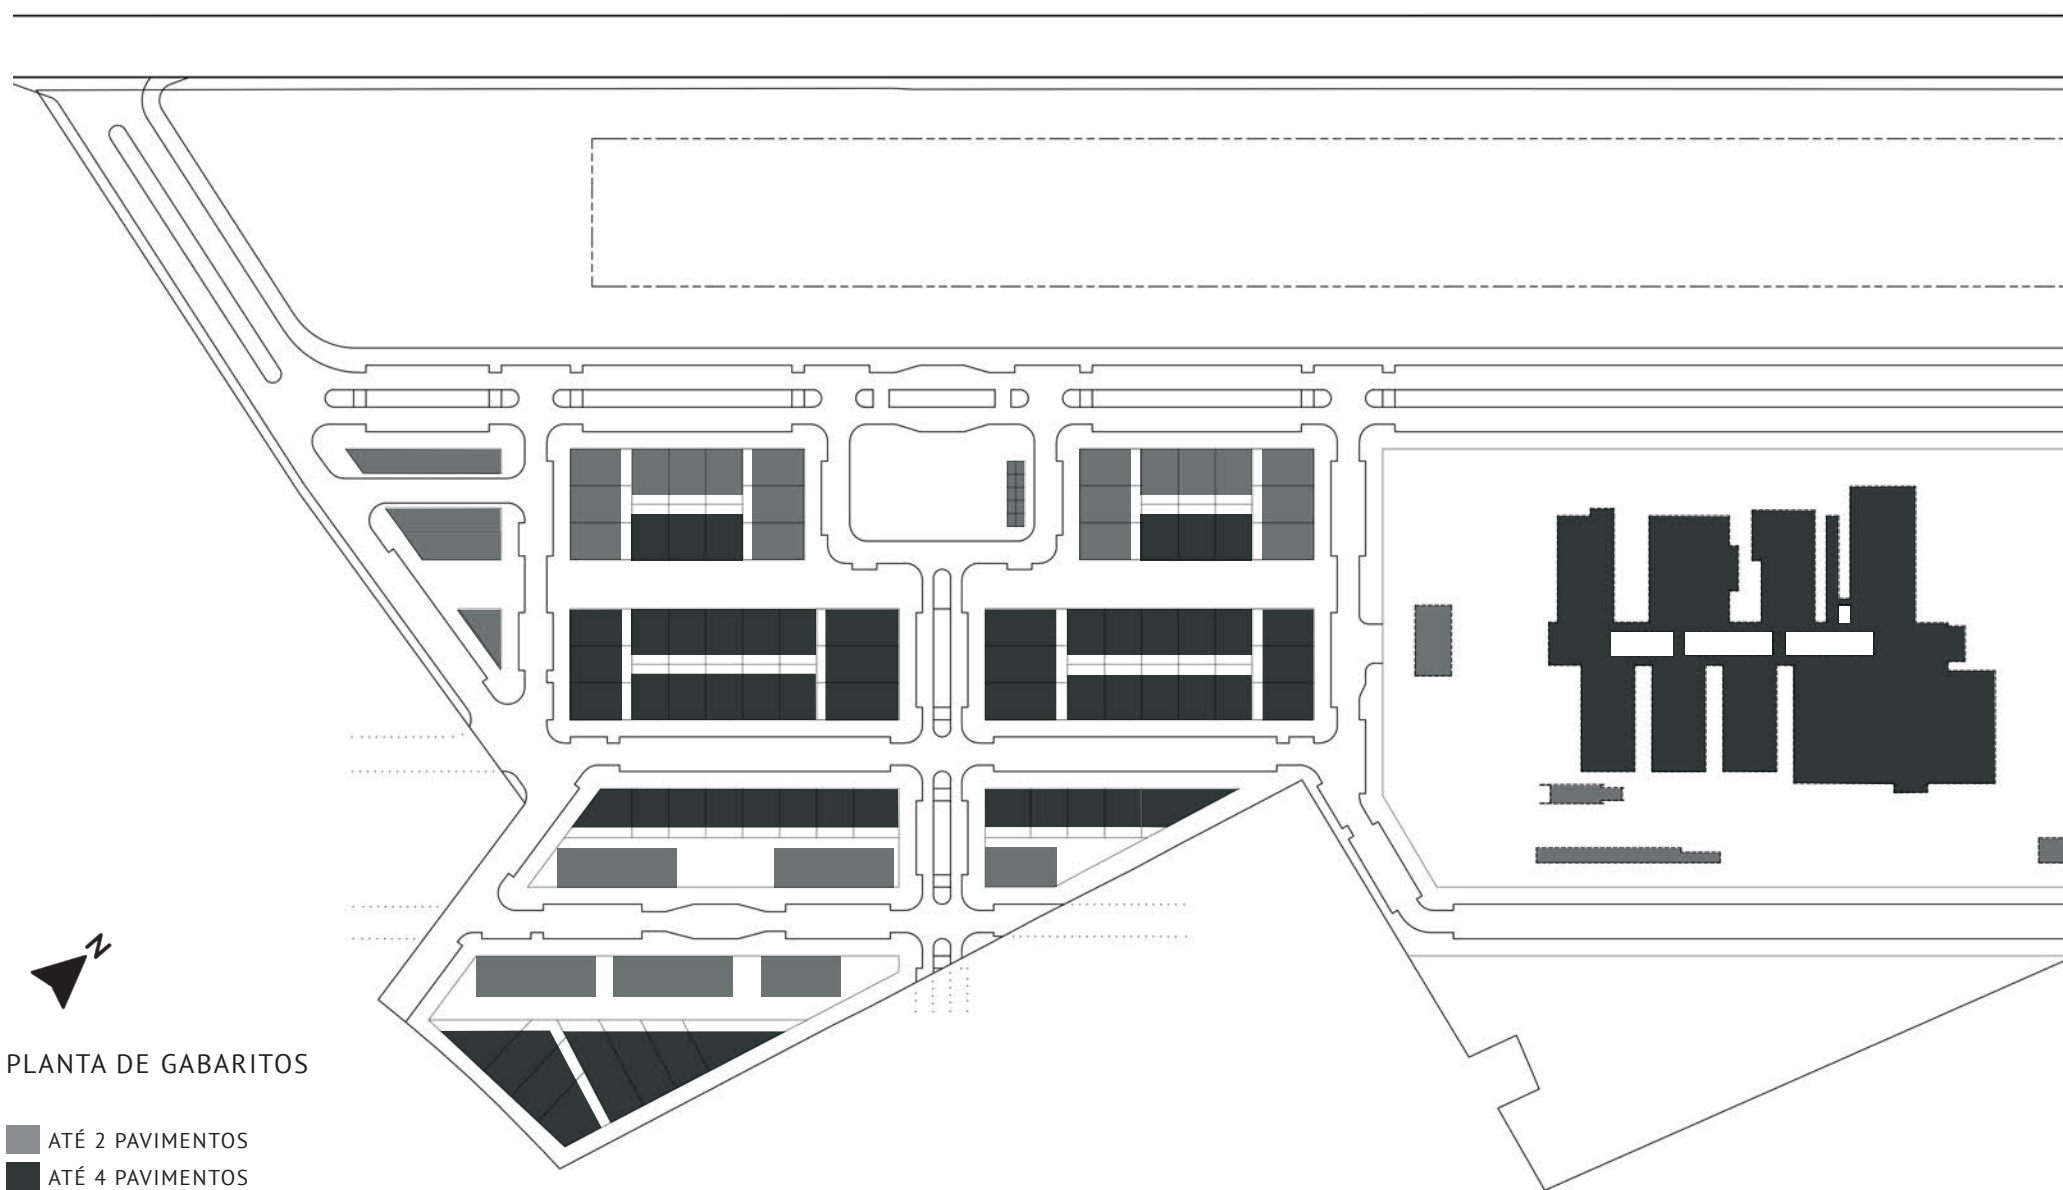 N
PLANTA DE GABARITOS
ATÉ 2 PAVIMENTOS
ATÉ 4 PAVIMENTOS